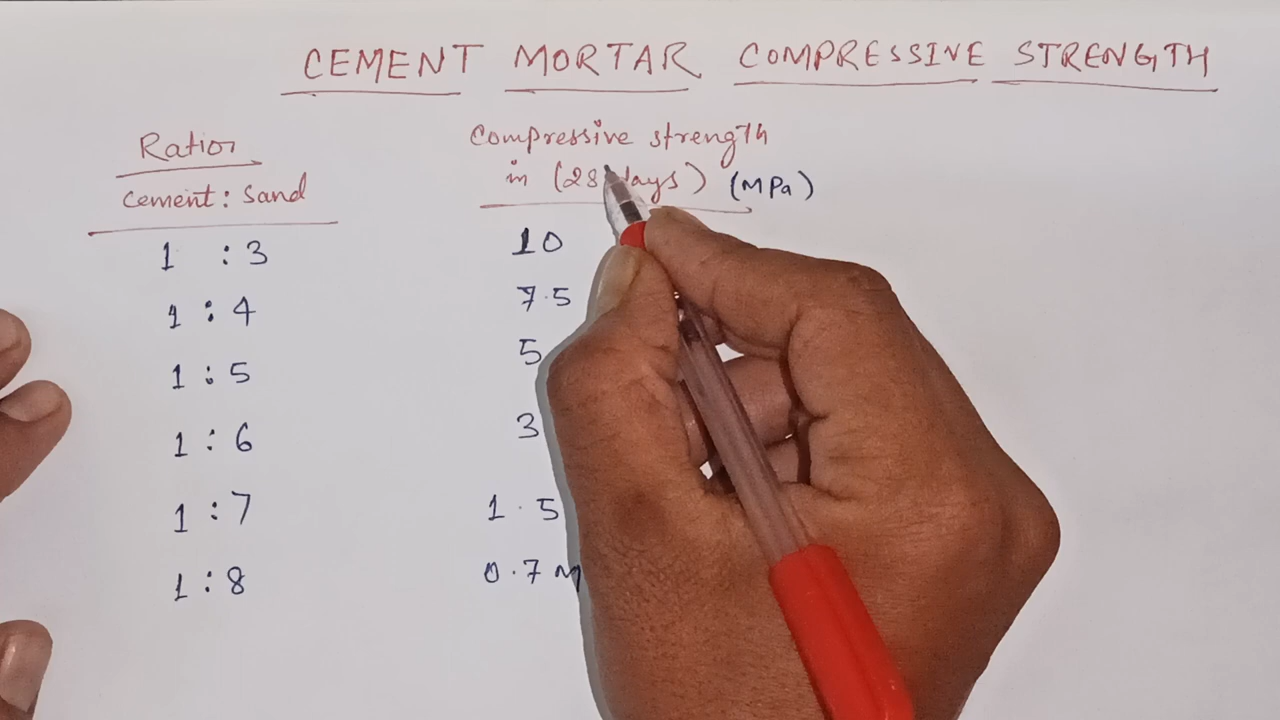 CEMENT MORTAR COMPRESSIVE STRENGTH
Ratior
Cement : Sand
Compressive strength
in (28 days) (MPa)
1 : 3 10
1 : 4 7.5
1 : 5 5
1 : 6 3
1 : 7 1.5
1 : 8 0.7 M